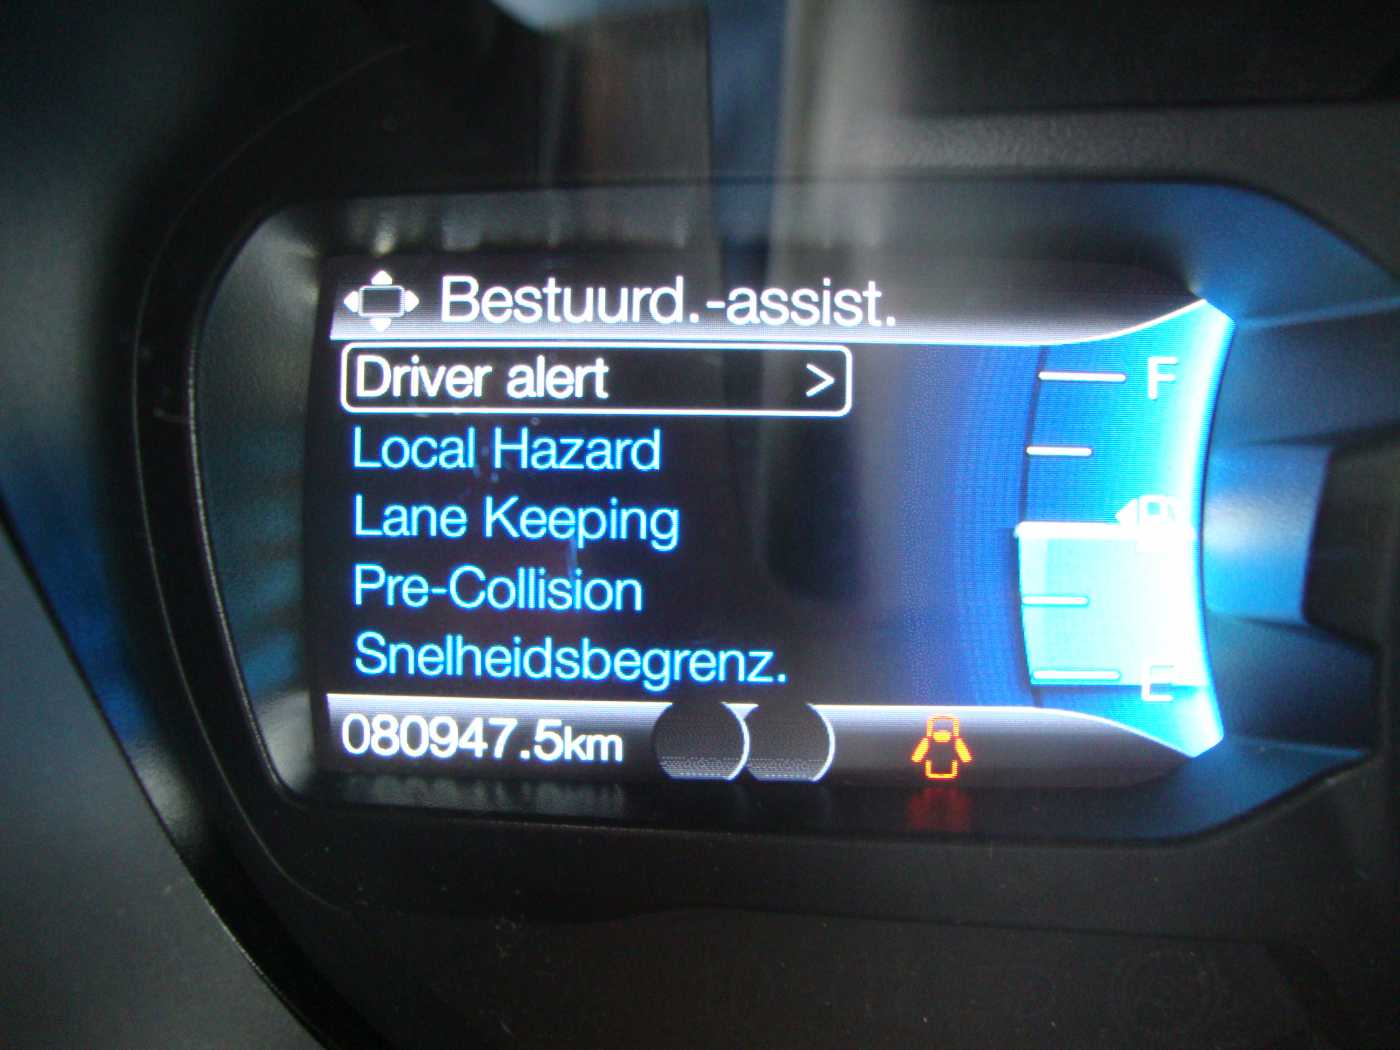 Bestuurd.-assist.
Driver alert >
Local Hazard
Lane Keeping
Pre-Collision
Snelheidsbegrenz.
080947.5km
F
E